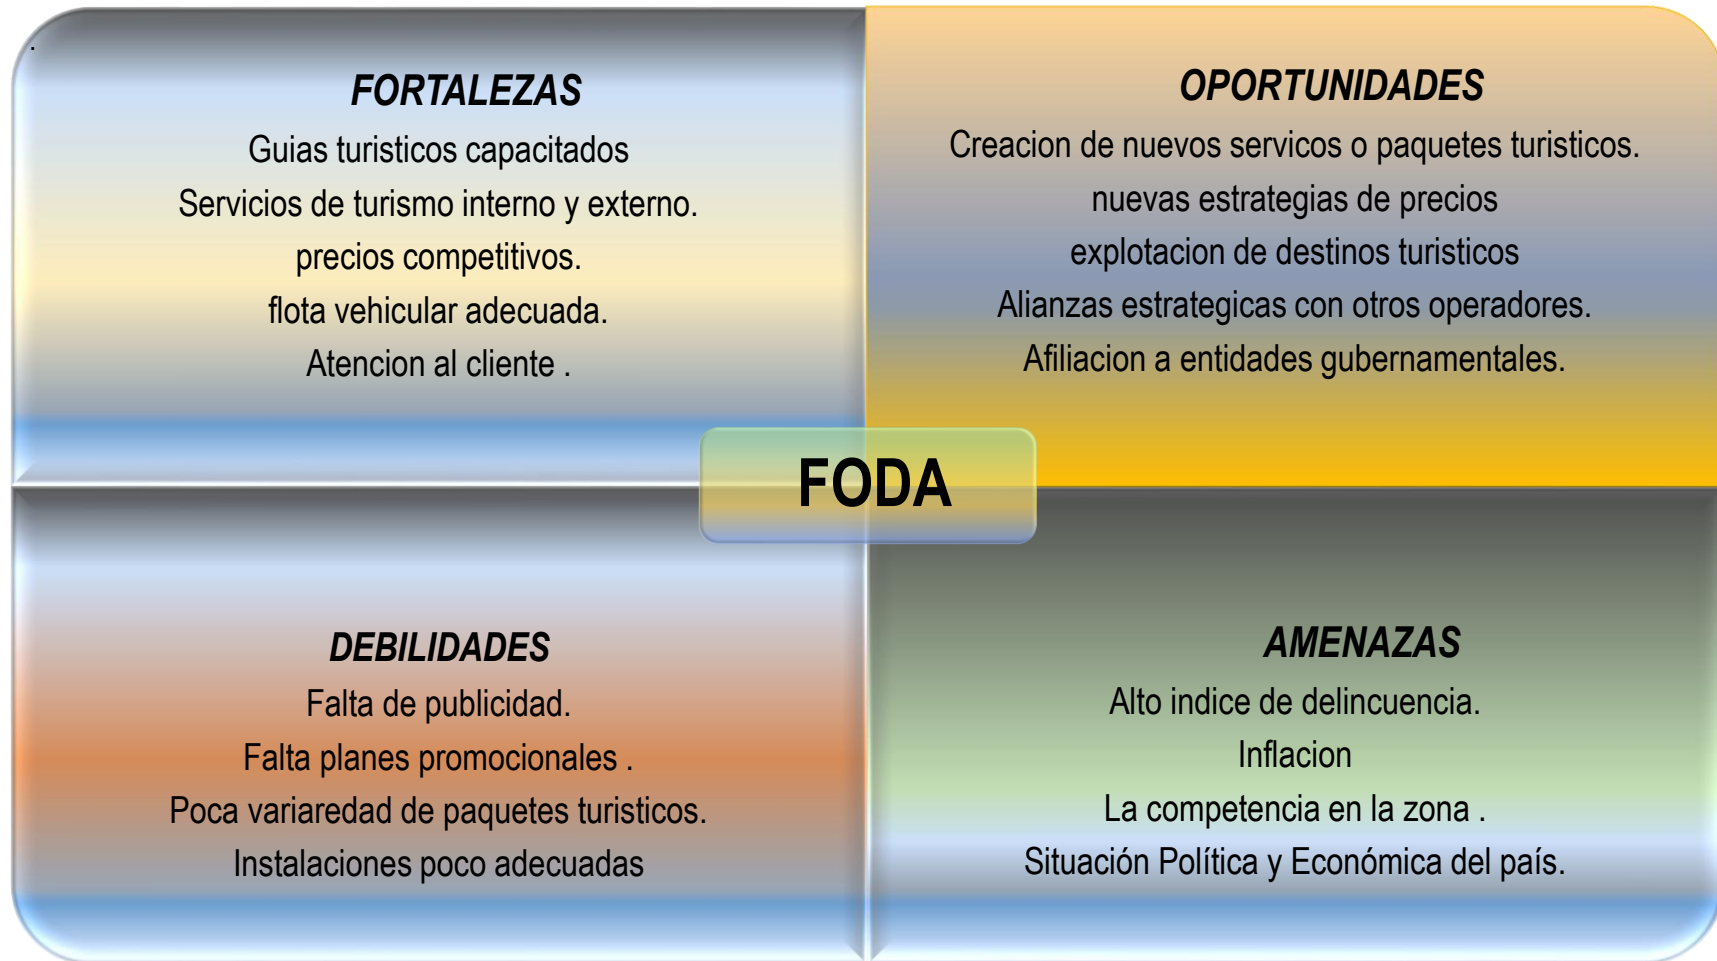 .
FORTALEZAS
Guias turisticos capacitados
Servicios de turismo interno y externo.
precios competitivos.
flota vehicular adecuada.
Atencion al cliente .
OPORTUNIDADES
Creacion de nuevos servicos o paquetes turisticos.
nuevas estrategias de precios
explotacion de destinos turisticos
Alianzas estrategicas con otros operadores.
Afiliacion a entidades gubernamentales.
FODA
DEBILIDADES
Falta de publicidad.
Falta planes promocionales .
Poca variaredad de paquetes turisticos.
Instalaciones poco adecuadas
AMENAZAS
Alto indice de delincuencia.
Inflacion
La competencia en la zona .
Situación Política y Económica del país.